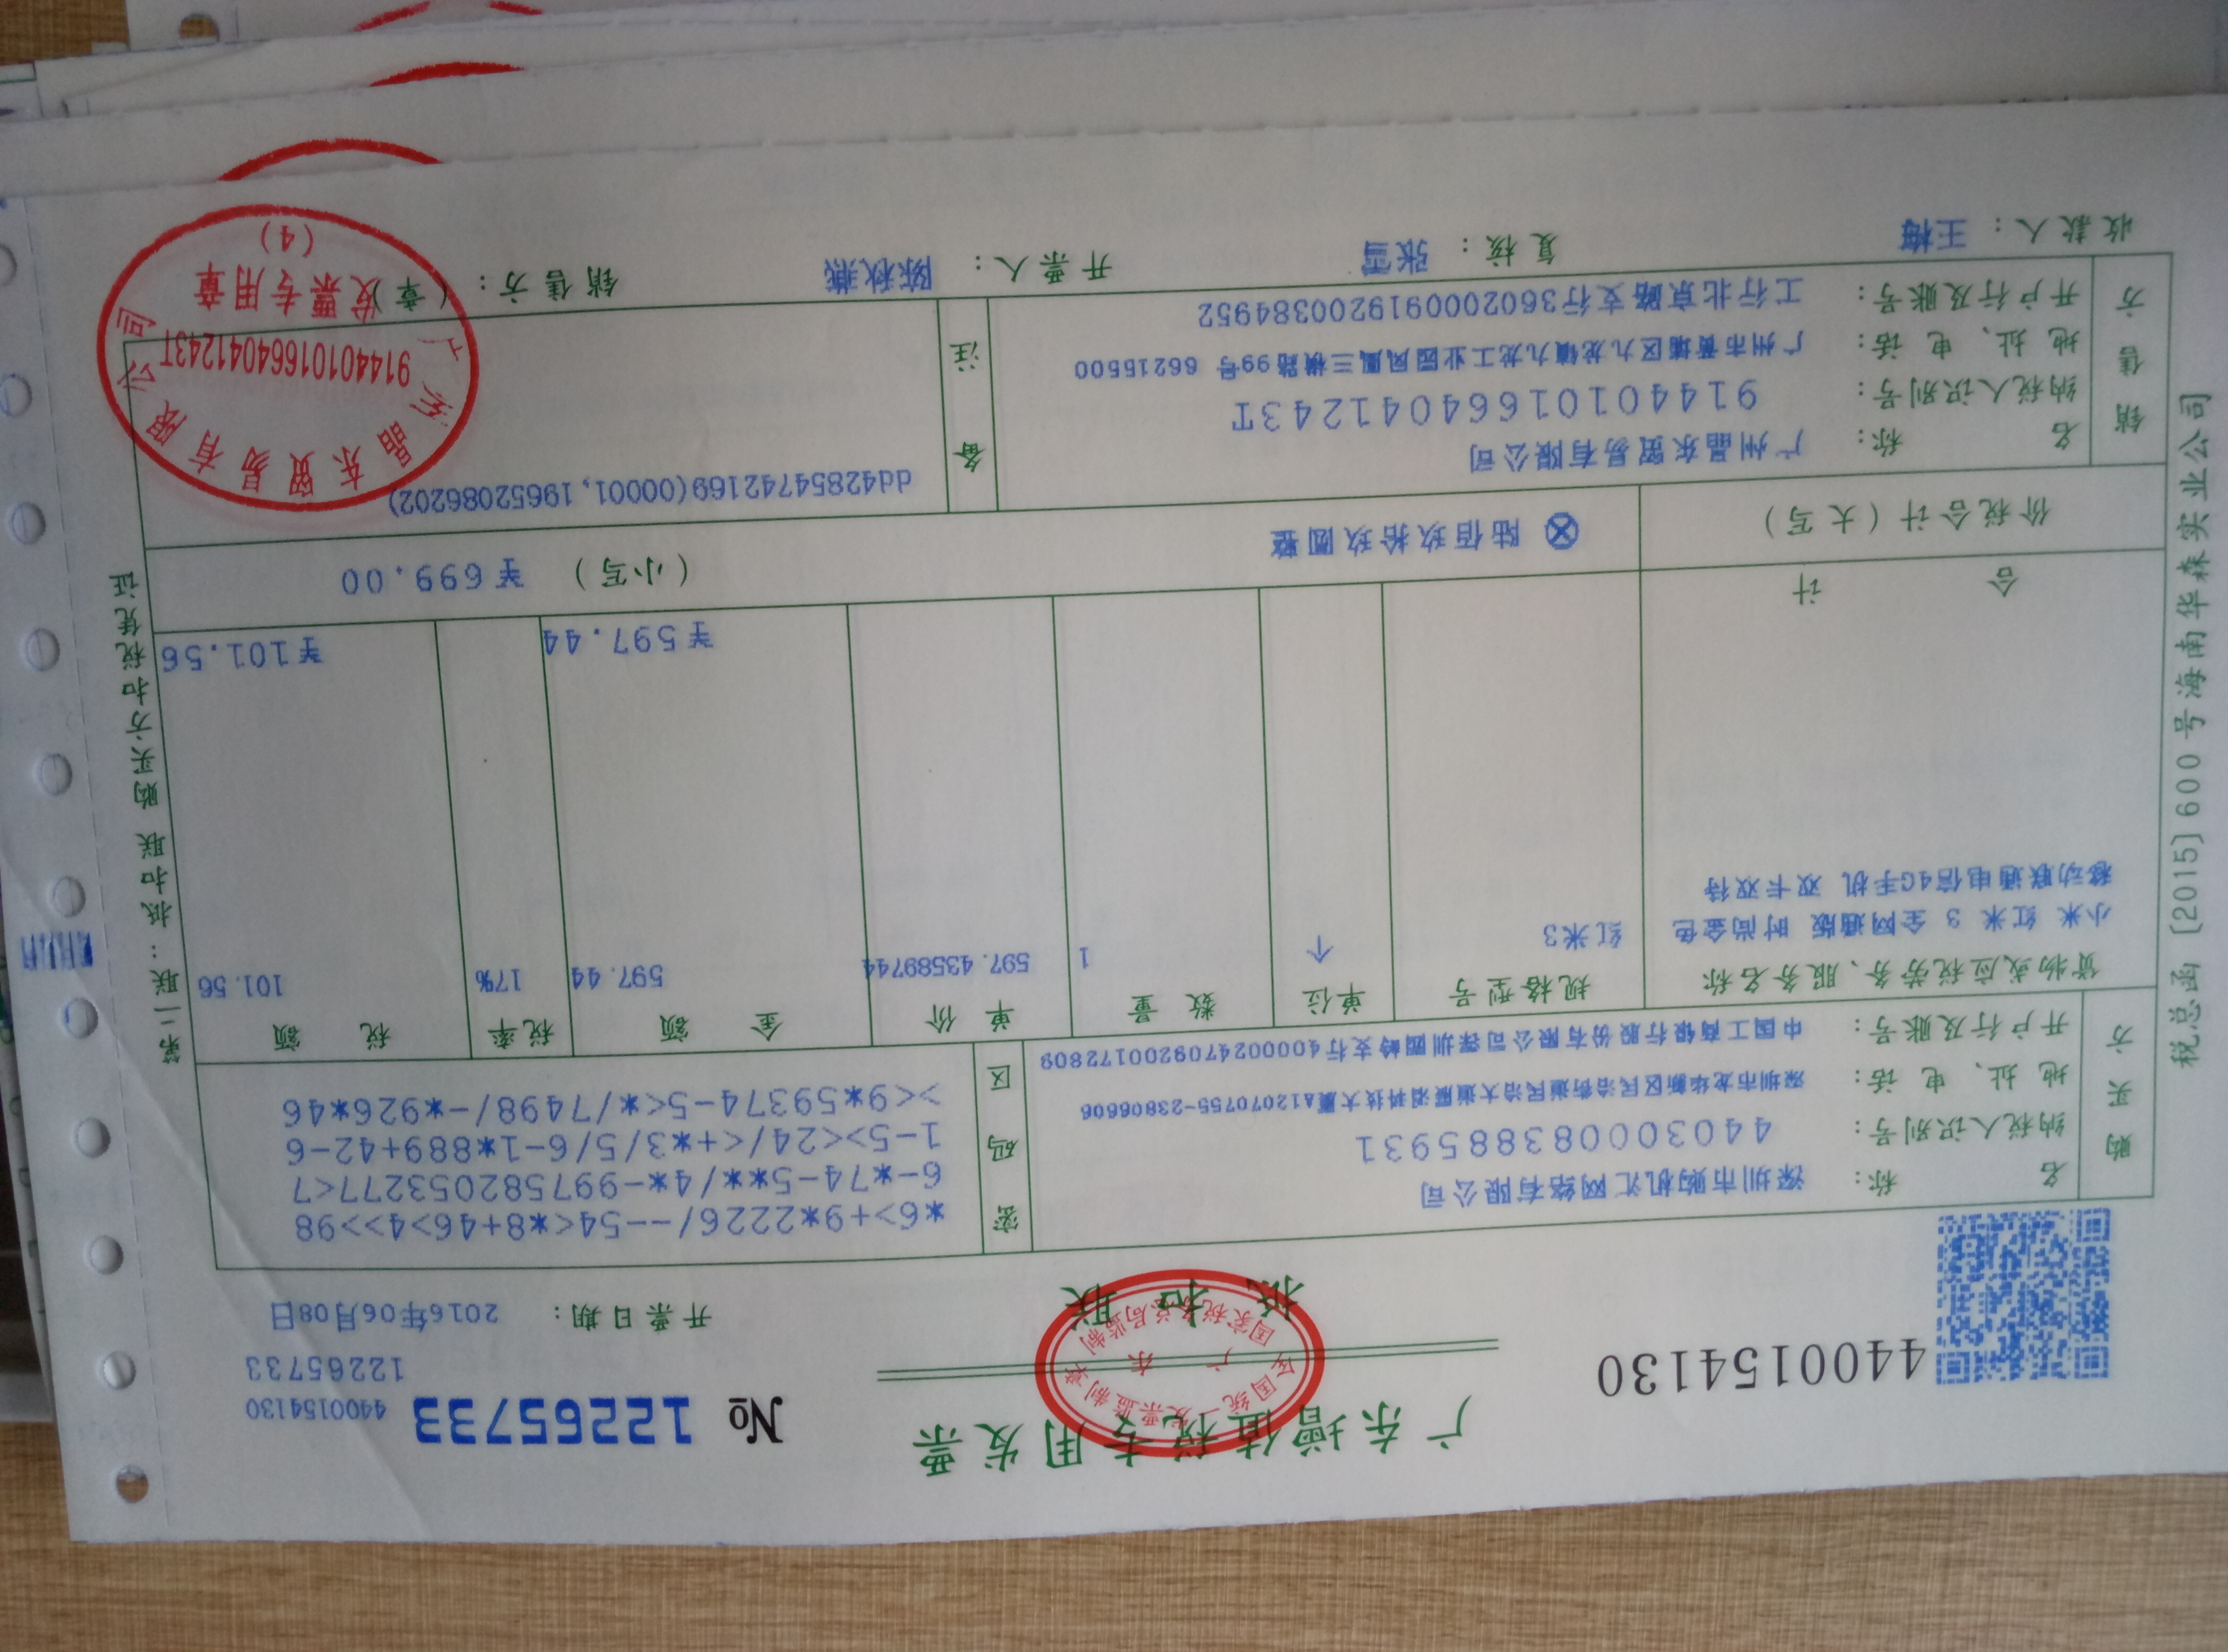 4400154130
广东增值税专用发票
全国统一发票监制章
广东
国家税务总局监制
抵扣联
№ 12265733
4400154130
12265733
开票日期: 2016年06月08日
购买方
名称: 深圳市购机汇网络有限公司
纳税人识别号: 440300083885931
地址、电话: 深圳市龙华新区民治街道民治大道展滔科技大厦A12070755-23806606
开户行及账号: 中国工商银行股份有限公司深圳园岭支行4000024709200172809
密码区
*6>+9*2226/--54<*8+46>4>>98
6-*74-5**/4*-99758205327​7<7
1-5><24/<+*3/5/6-1*889+42-6
><9*59374-5<*/7498/-*926*46
货物或应税劳务、服务名称 规格型号 单位 数量 单价 金额 税率 税额
小米 红米 3 全网通版 时尚金色 红米3 个 1 597.43589744 597.44 17% 101.56
移动联通电信4G手机 双卡双待
合计 ¥597.44 ¥101.56
价税合计(大写) ⊗陆佰玖拾玖圆整 (小写) ¥699.00
销售方
名称: 广州晶东贸易有限公司
纳税人识别号: 91440101664041243T
地址、电话: 广州市黄埔区九龙镇九龙工业园凤凰三横路99号 66215500
开户行及账号: 工行北京路支行3602000919200384952
备注
dd42854742169(00001,19652086202)
收款人: 王梅 复核: 张雪 开票人: 陈秋燕 销售方:(章)
广州晶东贸易有限公司
91440101664041243T
发票专用章
(4)
税总函〔2015〕600号海南华森实业公司
第二联:抵扣联 购买方扣税凭证